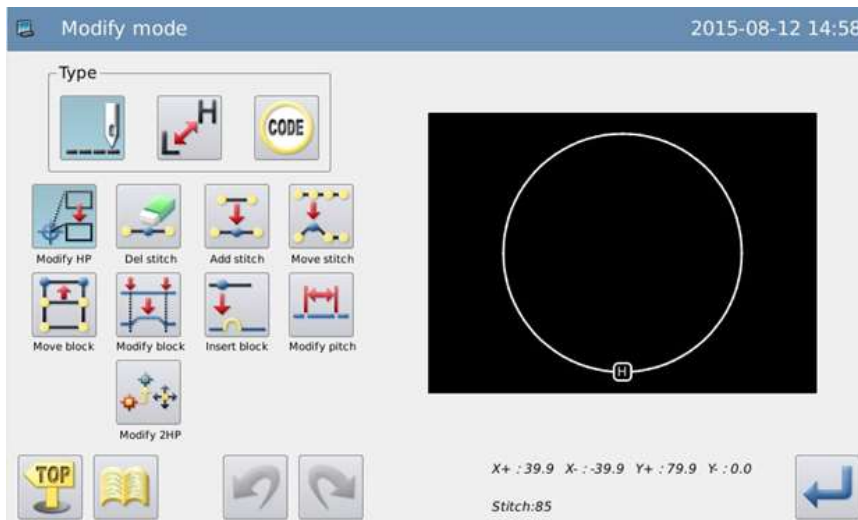 Modify mode
2015-08-12 14:58
Type
L H
CODE
Modify HP
Del stitch
Add stitch
Move stitch
Move block
Modify block
Insert block
Modify pitch
Modify 2HP
H
TOP
X+ : 39.9 X- : -39.9 Y+ : 79.9 Y- : 0.0
Stitch:85